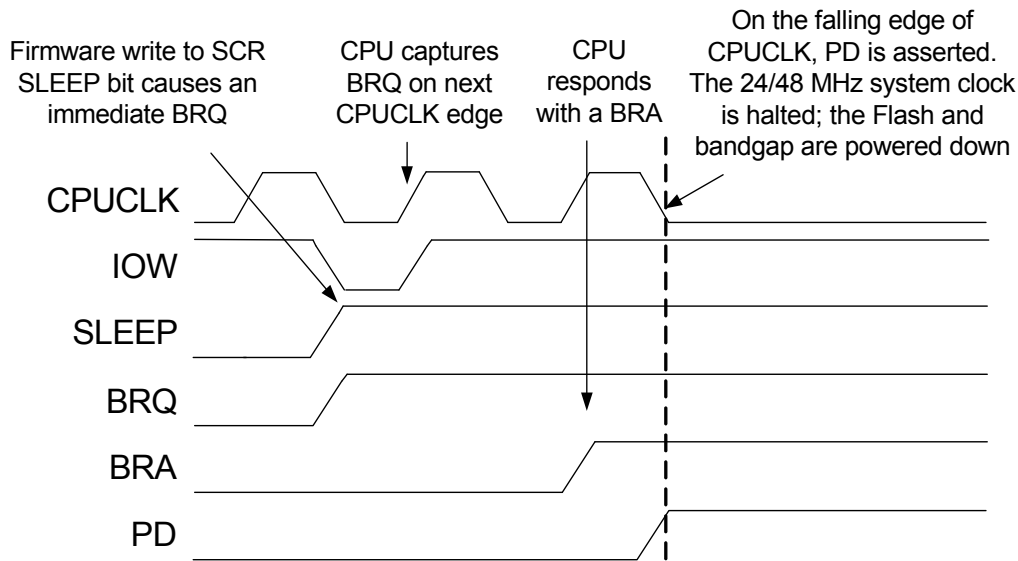 Firmware write to SCR
SLEEP bit causes an
immediate BRQ
CPU captures
BRQ on next
CPUCLK edge
CPU
responds
with a BRA
On the falling edge of
CPUCLK, PD is asserted.
The 24/48 MHz system clock
is halted; the Flash and
bandgap are powered down
CPUCLK
IOW
SLEEP
BRQ
BRA
PD